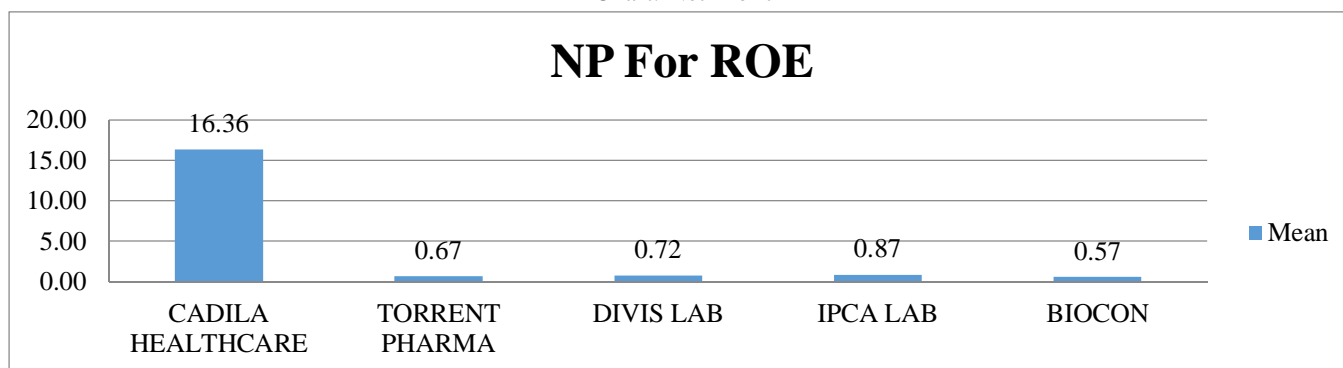 NP For ROE
20.00
15.00
10.00
5.00
0.00
16.36
0.67
0.72
0.87
0.57
CADILA
HEALTHCARE
TORRENT
PHARMA
DIVIS LAB
IPCA LAB
BIOCON
Mean